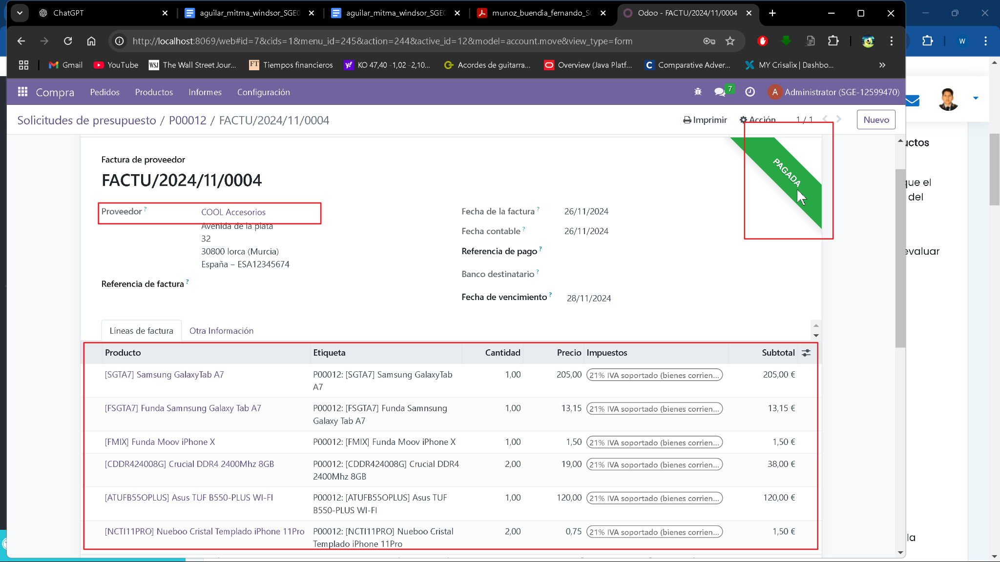 ChatGPT
aguilar_mitma_windsor_SGE0
aguilar_mitma_windsor_SGE0
munoz_buendia_fernando_SG
Odoo - FACTU/2024/11/0004
http://localhost:8069/web#id=7&cids=1&menu_id=245&action=244&active_id=12&model=account.move&view_type=form
W
Gmail
YouTube
WSJ The Wall Street Jour...
FT Tiempos financieros
KO 47,40 -1,02 -2,10...
Acordes de guitarra...
Overview (Java Platf...
C Comparative Adver...
MY Crisalix | Dashbo...
Compra
Pedidos
Productos
Informes
Configuración
7
A Administrator (SGE-12599470)
Solicitudes de presupuesto / P00012 / FACTU/2024/11/0004
Imprimir
Acción
1 / 1
Nuevo
uctos
que el
del
evaluar
la
PAGADA
Factura de proveedor
FACTU/2024/11/0004
Proveedor ?
COOL Accesorios
Avenida de la plata
32
30800 lorca (Murcia)
España – ESA12345674
Referencia de factura ?
Fecha de la factura ? 26/11/2024
Fecha contable ? 26/11/2024
Referencia de pago ?
Banco destinatario ?
Fecha de vencimiento ? 28/11/2024
Líneas de factura
Otra Información
Producto Etiqueta Cantidad Precio Impuestos Subtotal
[SGTA7] Samsung GalaxyTab A7 P00012: [SGTA7] Samsung GalaxyTab 1,00 205,00 21% IVA soportado (bienes corrien... 205,00 €
A7
[FSGTA7] Funda Samnsung Galaxy Tab A7 P00012: [FSGTA7] Funda Samnsung 1,00 13,15 21% IVA soportado (bienes corrien... 13,15 €
Galaxy Tab A7
[FMIX] Funda Moov iPhone X P00012: [FMIX] Funda Moov iPhone X 1,00 1,50 21% IVA soportado (bienes corrien... 1,50 €
[CDDR424008G] Crucial DDR4 2400Mhz 8GB P00012: [CDDR424008G] Crucial DDR4 2,00 19,00 21% IVA soportado (bienes corrien... 38,00 €
2400Mhz 8GB
[ATUFB55OPLUS] Asus TUF B550-PLUS WI-FI P00012: [ATUFB55OPLUS] Asus TUF 1,00 120,00 21% IVA soportado (bienes corrien... 120,00 €
B550-PLUS WI-FI
[NCTI11PRO] Nueboo Cristal Templado iPhone 11Pro P00012: [NCTI11PRO] Nueboo Cristal 2,00 0,75 21% IVA soportado (bienes corrien... 1,50 €
Templado iPhone 11Pro